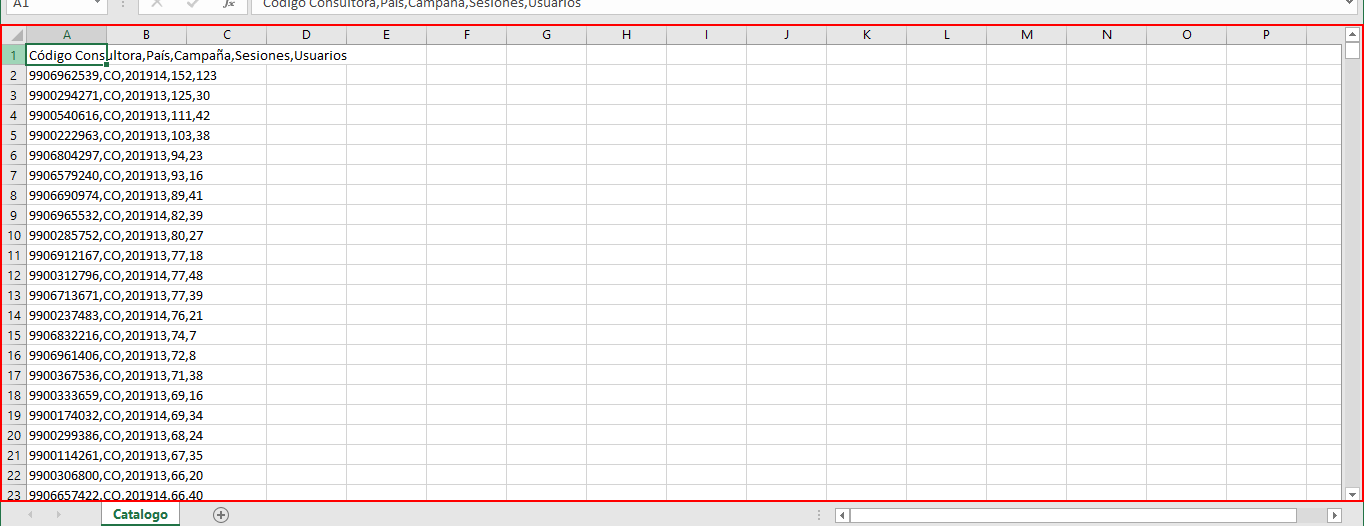 A1 fx Código Consultora,País,Campaña,Sesiones,Usuarios
A B C D E F G H I J K L M N O P
1 Código Consultora,País,Campaña,Sesiones,Usuarios
2 9906962539,CO,201914,152,123
3 9900294271,CO,201913,125,30
4 9900540616,CO,201913,111,42
5 9900222963,CO,201913,103,38
6 9906804297,CO,201913,94,23
7 9906579240,CO,201913,93,16
8 9906690974,CO,201913,89,41
9 9906965532,CO,201914,82,39
10 9900285752,CO,201913,80,27
11 9906912167,CO,201913,77,18
12 9900312796,CO,201914,77,48
13 9906713671,CO,201913,77,39
14 9900237483,CO,201914,76,21
15 9906832216,CO,201913,74,7
16 9906961406,CO,201913,72,8
17 9900367536,CO,201913,71,38
18 9900333659,CO,201913,69,16
19 9900174032,CO,201914,69,34
20 9900299386,CO,201913,68,24
21 9900114261,CO,201913,67,35
22 9900306800,CO,201913,66,20
23 9906657422,CO,201914,66,40
Catalogo